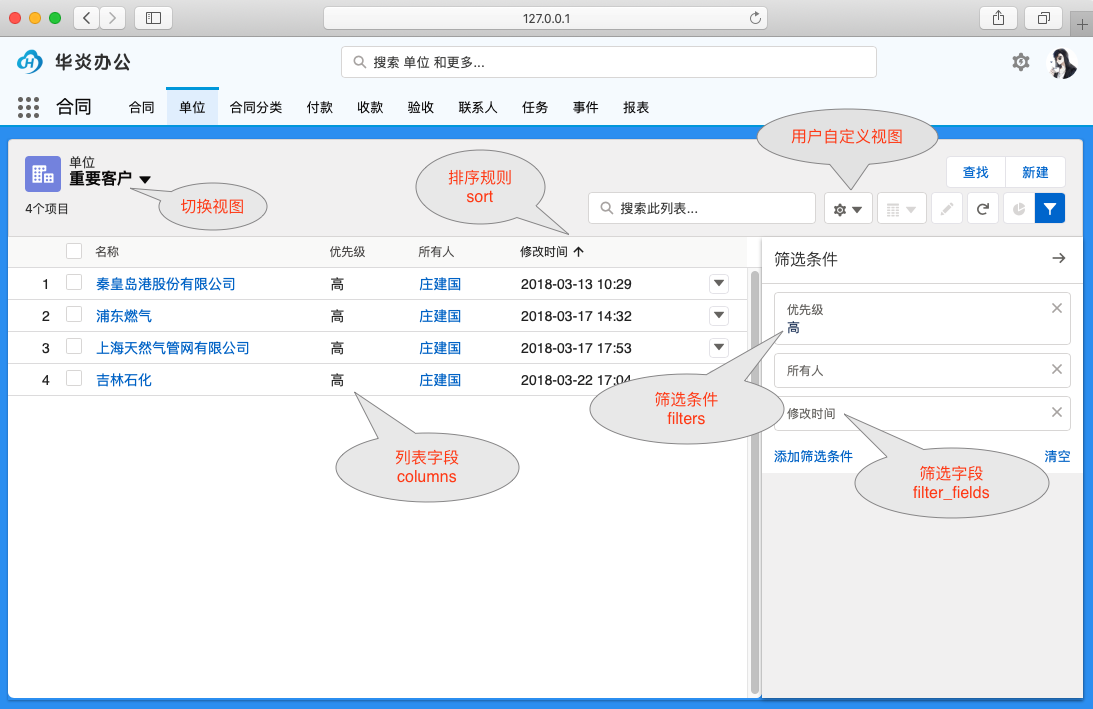 127.0.0.1
华炎办公
搜索 单位 和更多...
合同
合同 单位 合同分类 付款 收款 验收 联系人 任务 事件 报表
用户自定义视图
单位
重要客户
4个项目
切换视图
排序规则
sort
查找 新建
搜索此列表...
名称 优先级 所有人 修改时间
1 秦皇岛港股份有限公司 高 庄建国 2018-03-13 10:29
2 浦东燃气 高 庄建国 2018-03-17 14:32
3 上海天然气管网有限公司 高 庄建国 2018-03-17 17:53
4 吉林石化 高 庄建国 2018-03-22 17:04
列表字段
columns
筛选条件
优先级
高
所有人
修改时间
添加筛选条件 清空
筛选条件
filters
筛选字段
filter_fields